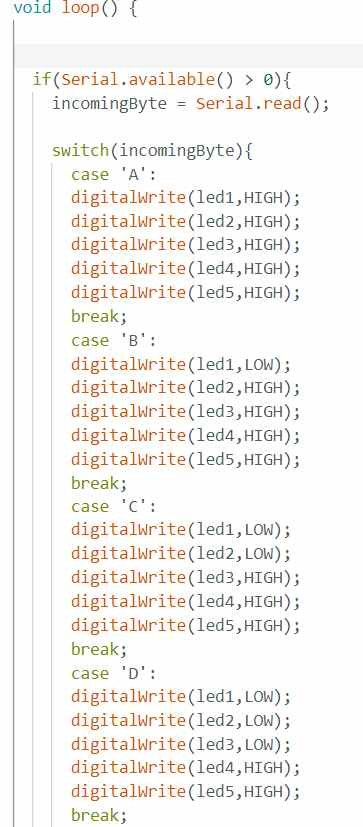 void loop() {
if(Serial.available() > 0){
incomingByte = Serial.read();
switch(incomingByte){
case 'A':
digitalWrite(led1,HIGH);
digitalWrite(led2,HIGH);
digitalWrite(led3,HIGH);
digitalWrite(led4,HIGH);
digitalWrite(led5,HIGH);
break;
case 'B':
digitalWrite(led1,LOW);
digitalWrite(led2,HIGH);
digitalWrite(led3,HIGH);
digitalWrite(led4,HIGH);
digitalWrite(led5,HIGH);
break;
case 'C':
digitalWrite(led1,LOW);
digitalWrite(led2,LOW);
digitalWrite(led3,HIGH);
digitalWrite(led4,HIGH);
digitalWrite(led5,HIGH);
break;
case 'D':
digitalWrite(led1,LOW);
digitalWrite(led2,LOW);
digitalWrite(led3,LOW);
digitalWrite(led4,HIGH);
digitalWrite(led5,HIGH);
break;